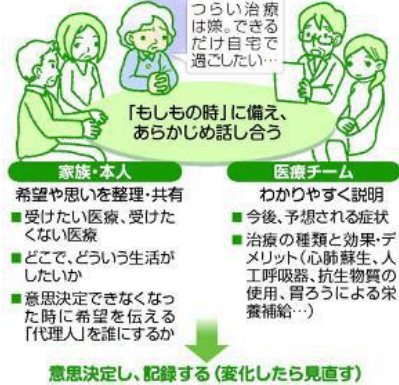 つらい治療
は嫌。できる
だけ自宅で
過ごしたい…
「もしもの時」に備え、
あらかじめ話し合う
家族・本人
希望や思いを整理・共有
■受けたい医療、受けた
くない医療
■どこで、どういう生活が
したいか
■意思決定できなくなっ
た時に希望を伝える
「代理人」を誰にするか
医療チーム
わかりやすく説明
■今後、予想される症状
■治療の種類と効果・デ
メリット(心肺蘇生、人
工呼吸器、抗生物質の
使用、胃ろうによる栄
養補給…)
意思決定し、記録する(変化したら見直す)